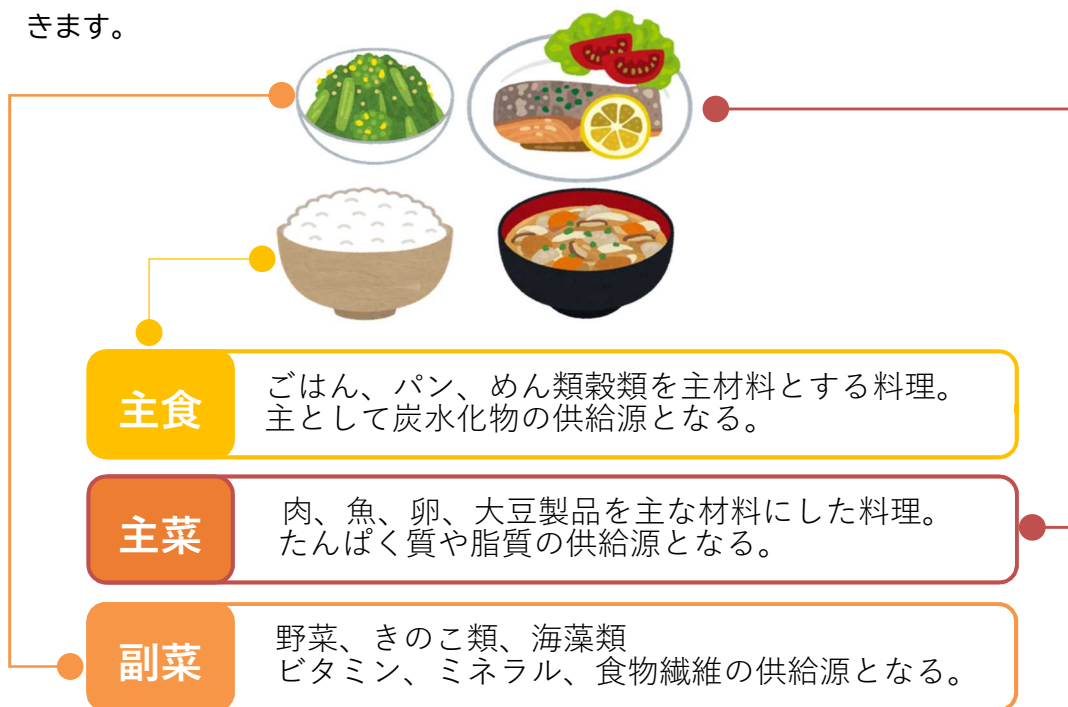 きます。
主食
ごはん、パン、めん類穀類を主材料とする料理。
主として炭水化物の供給源となる。
主菜
肉、魚、卵、大豆製品を主な材料にした料理。
たんぱく質や脂質の供給源となる。
副菜
野菜、きのこ類、海藻類
ビタミン、ミネラル、食物繊維の供給源となる。